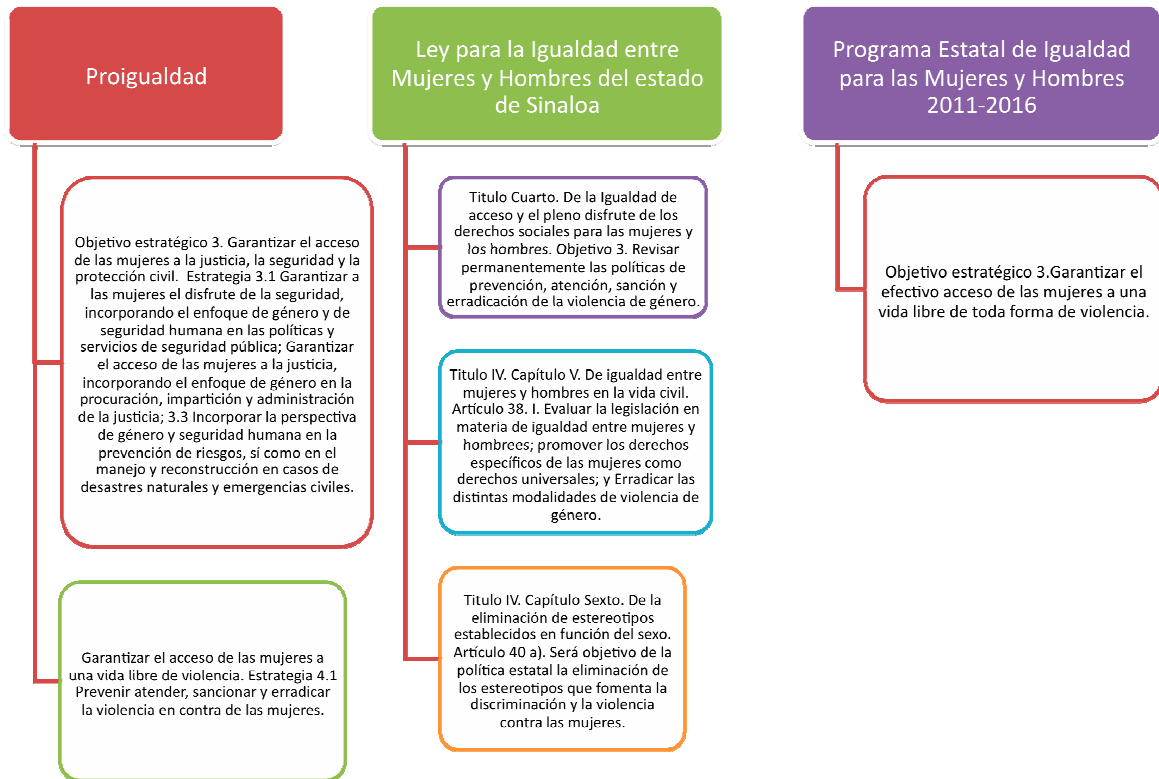 Proigualdad
Objetivo estratégico 3. Garantizar el acceso
de las mujeres a la justicia, la seguridad y la
protección civil.  Estrategia 3.1 Garantizar a
las mujeres el disfrute de la seguridad,
incorporando el enfoque de género y de
seguridad humana en las políticas y
servicios de seguridad pública; Garantizar
el acceso de las mujeres a la justicia,
incorporando el enfoque de género en la
procuración, impartición y administración
de la justicia; 3.3 Incorporar la perspectiva
de género y seguridad humana en la
prevención de riesgos, sí como en el
manejo y reconstrucción en casos de
desastres naturales y emergencias civiles.
Garantizar el acceso de las mujeres a
una vida libre de violencia. Estrategia 4.1
Prevenir atender, sancionar y erradicar
la violencia en contra de las mujeres.
Ley para la Igualdad entre
Mujeres y Hombres del estado
de Sinaloa
Titulo Cuarto. De la Igualdad de
acceso y el pleno disfrute de los
derechos sociales para las mujeres y
los hombres. Objetivo 3. Revisar
permanentemente las políticas de
prevención, atención, sanción y
erradicación de la violencia de género.
Titulo IV. Capítulo V. De igualdad entre
mujeres y hombres en la vida civil.
Artículo 38. I. Evaluar la legislación en
materia de igualdad entre mujeres y
hombrees; promover los derechos
específicos de las mujeres como
derechos universales; y Erradicar las
distintas modalidades de violencia de
género.
Titulo IV. Capítulo Sexto. De la
eliminación de estereotipos
establecidos en función del sexo.
Artículo 40 a). Será objetivo de la
política estatal la eliminación de
los estereotipos que fomenta la
discriminación y la violencia
contra las mujeres.
Programa Estatal de Igualdad
para las Mujeres y Hombres
2011-2016
Objetivo estratégico 3.Garantizar el
efectivo acceso de las mujeres a una
vida libre de toda forma de violencia.